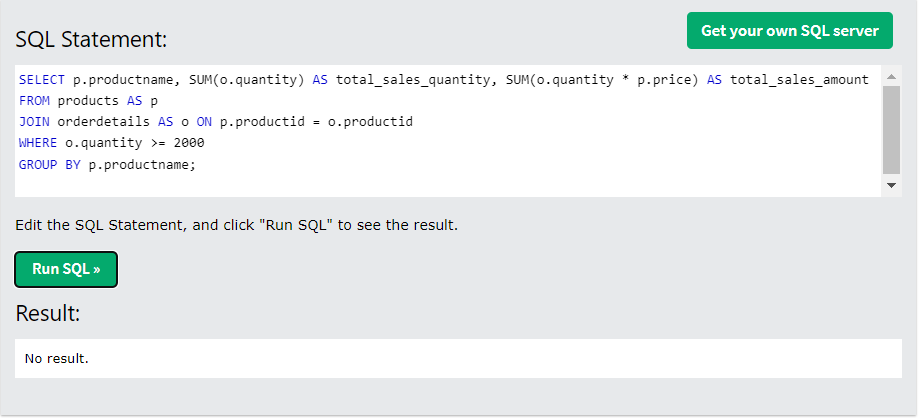 Get your own SQL server
SQL Statement:
SELECT p.productname, SUM(o.quantity) AS total_sales_quantity, SUM(o.quantity * p.price) AS total_sales_amount
FROM products AS p
JOIN orderdetails AS o ON p.productid = o.productid
WHERE o.quantity >= 2000
GROUP BY p.productname;
Edit the SQL Statement, and click "Run SQL" to see the result.
Run SQL »
Result:
No result.